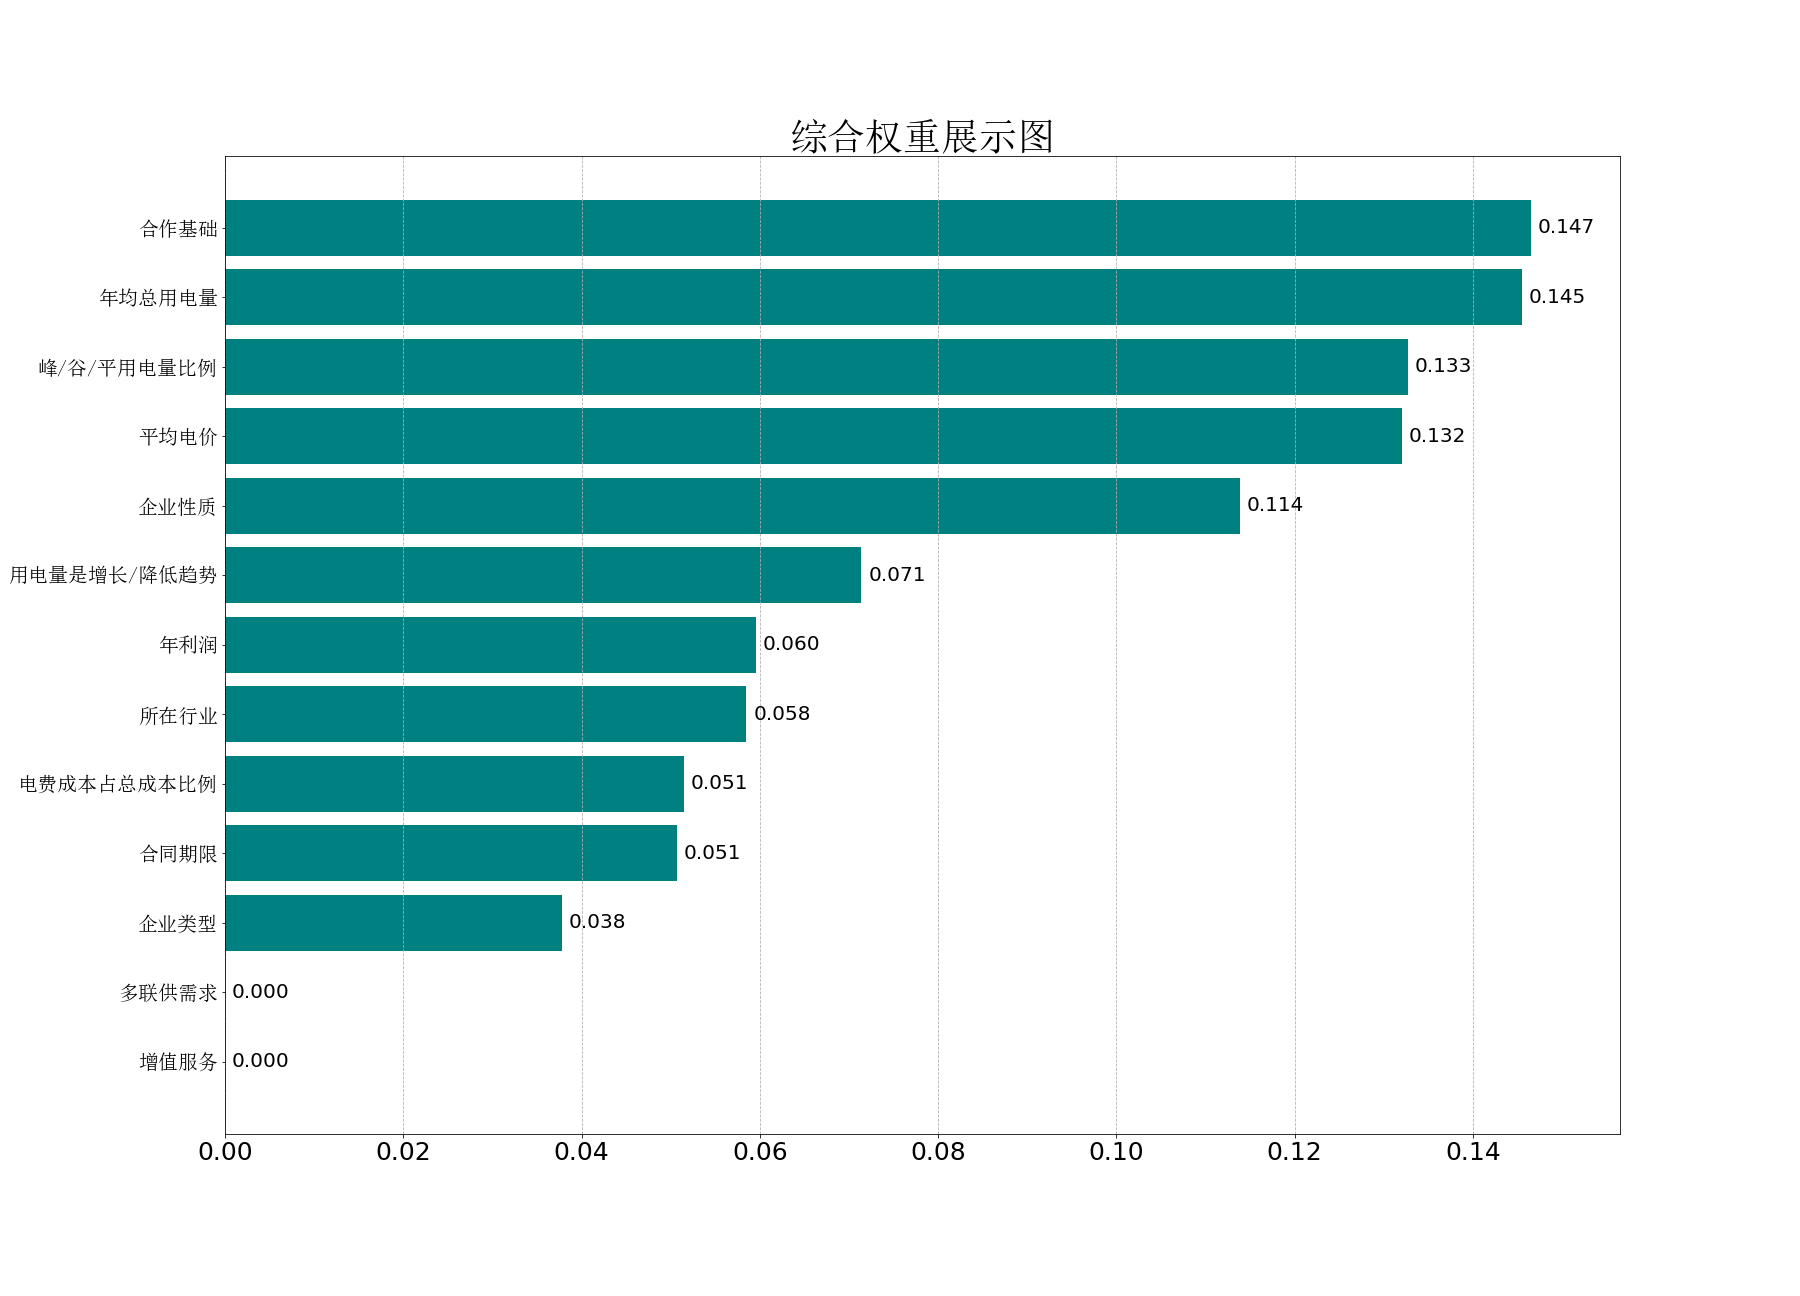 综合权重展示图
合作基础 0.147
年均总用电量 0.145
峰/谷/平用电量比例 0.133
平均电价 0.132
企业性质 0.114
用电量是增长/降低趋势 0.071
年利润 0.060
所在行业 0.058
电费成本占总成本比例 0.051
合同期限 0.051
企业类型 0.038
多联供需求 0.000
增值服务 0.000
0.00 0.02 0.04 0.06 0.08 0.10 0.12 0.14